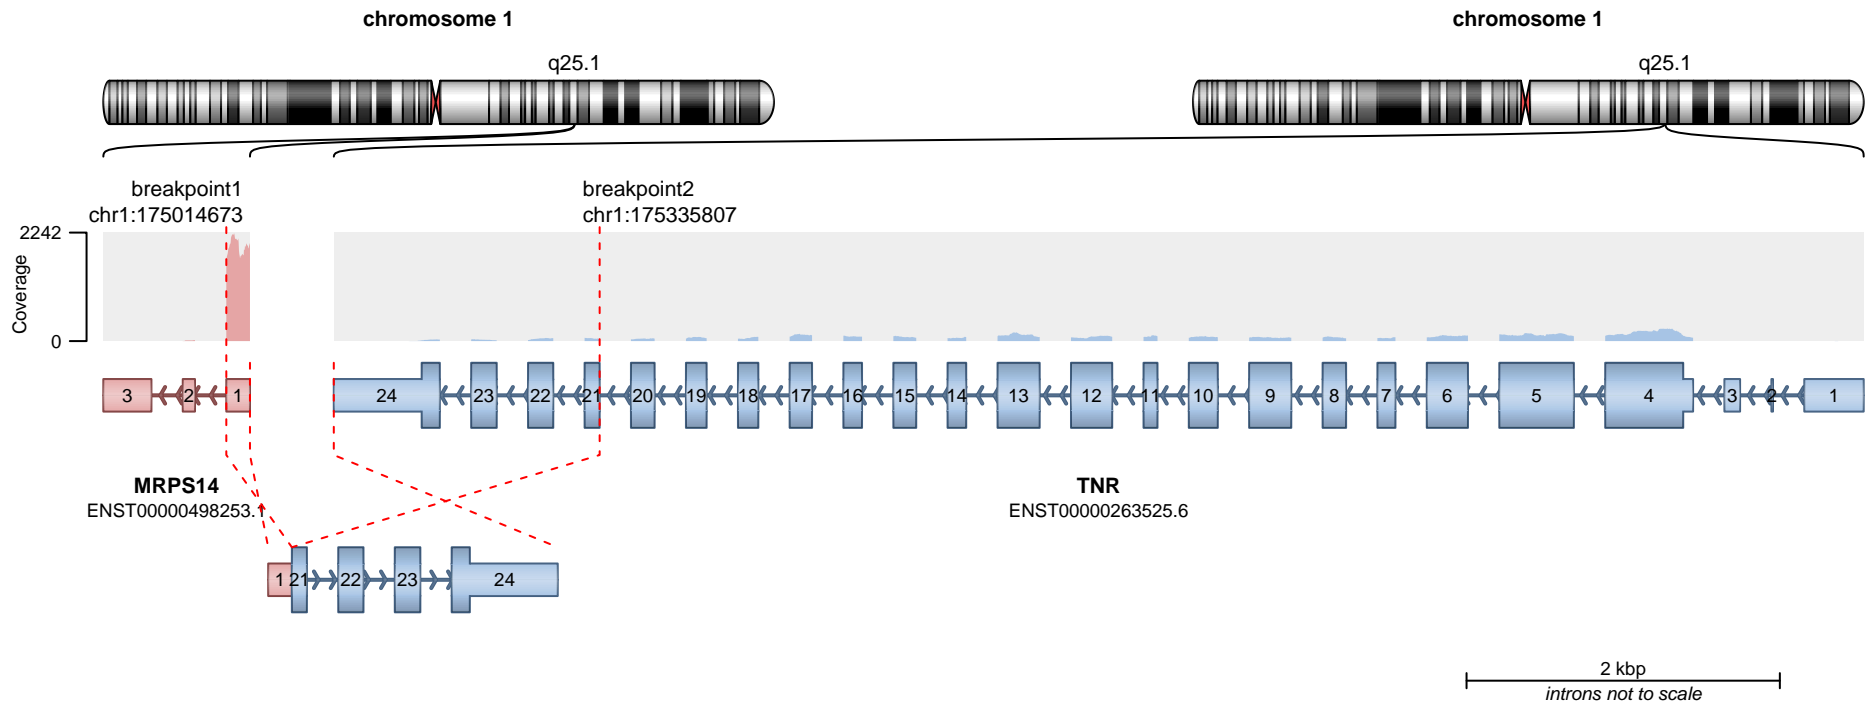 chromosome 1
chromosome 1
q25.1
q25.1
breakpoint1
chr1:175014673
breakpoint2
chr1:175335807
2242
Coverage
0
3 2 1
24 23 22 21 20 19 18 17 16 15 14 13 12 11 10 9 8 7 6 5 4 3 2 1
MRPS14
ENST00000498253.1
TNR
ENST00000263525.6
1 21 22 23 24
2 kbp
introns not to scale